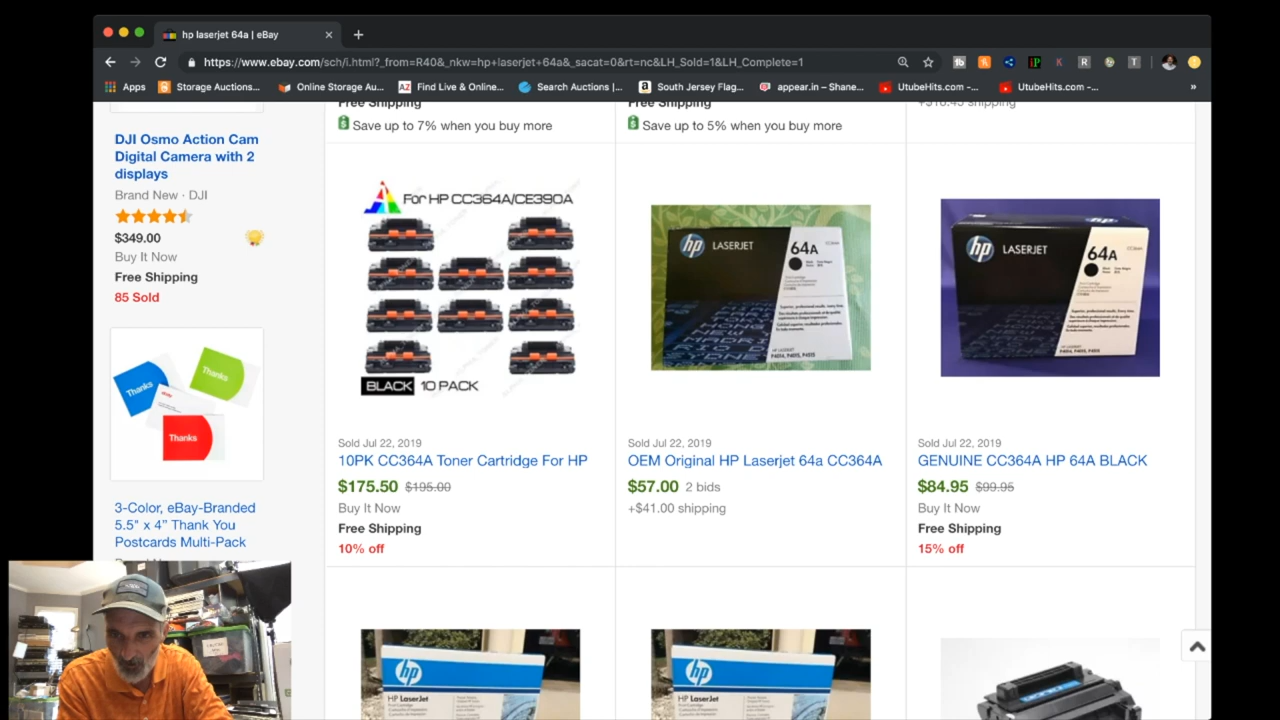 hp laserjet 64a | eBay
https://www.ebay.com/sch/i.html?_from=R40&_nkw=hp+laserjet+64a&_sacat=0&rt=nc&LH_Sold=1&LH_Complete=1
Apps Storage Auctions... Online Storage Au... Find Live & Online... Search Auctions |... South Jersey Flag... appear.in – Shane... UtubeHits.com -... UtubeHits.com -... »
Free Shipping
Save up to 7% when you buy more
Free Shipping
Save up to 5% when you buy more
DJI Osmo Action Cam
Digital Camera with 2
displays
Brand New · DJI
$349.00
Buy It Now
Free Shipping
85 Sold
Thanks
Thanks
Thanks
3-Color, eBay-Branded
5.5" x 4" Thank You
Postcards Multi-Pack
FOR HP CC364A/CE390A
BLACK 10 PACK
Sold Jul 22, 2019
10PK CC364A Toner Cartridge For HP
$175.50 $195.00
Buy It Now
Free Shipping
10% off
hp LASERJET 64A
Sold Jul 22, 2019
OEM Original HP Laserjet 64a CC364A
$57.00 2 bids
+$41.00 shipping
hp LASERJET 64A
Sold Jul 22, 2019
GENUINE CC364A HP 64A BLACK
$84.95 $99.95
Buy It Now
Free Shipping
15% off
hp
HP LaserJet
hp
HP LaserJet